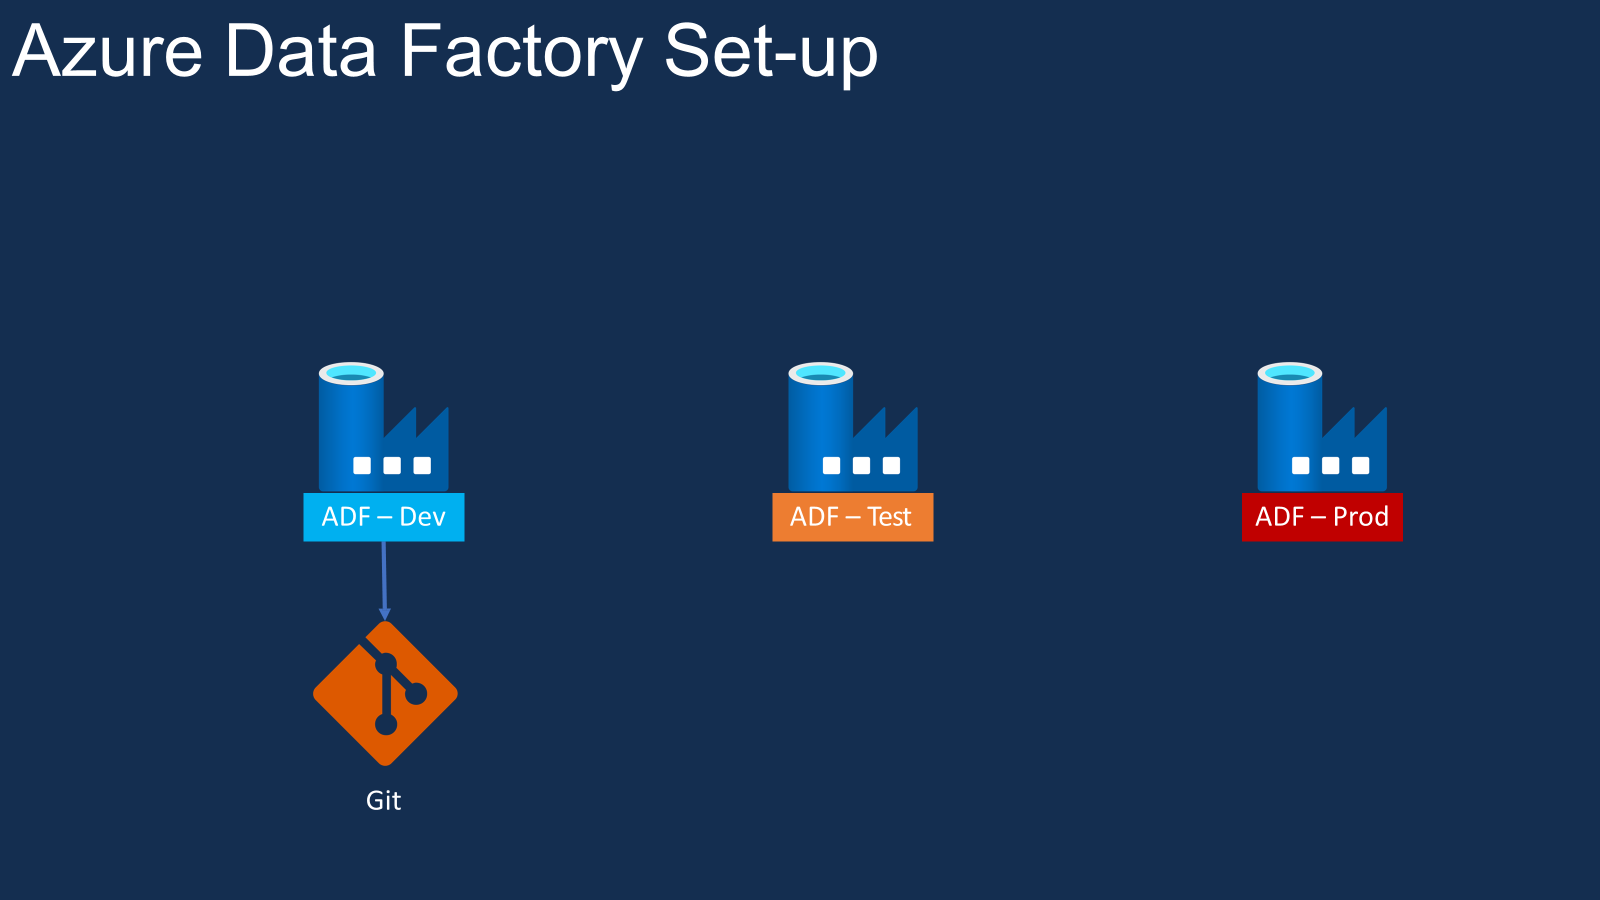 Azure Data Factory Set-up
ADF – Dev
ADF – Test
ADF – Prod
Git